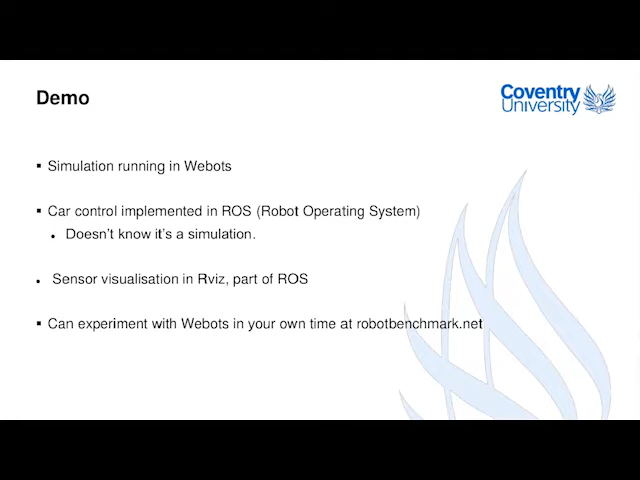 Demo
Coventry
University
▪ Simulation running in Webots
▪ Car control implemented in ROS (Robot Operating System)
• Doesn't know it's a simulation.
• Sensor visualisation in Rviz, part of ROS
▪ Can experiment with Webots in your own time at robotbenchmark.net